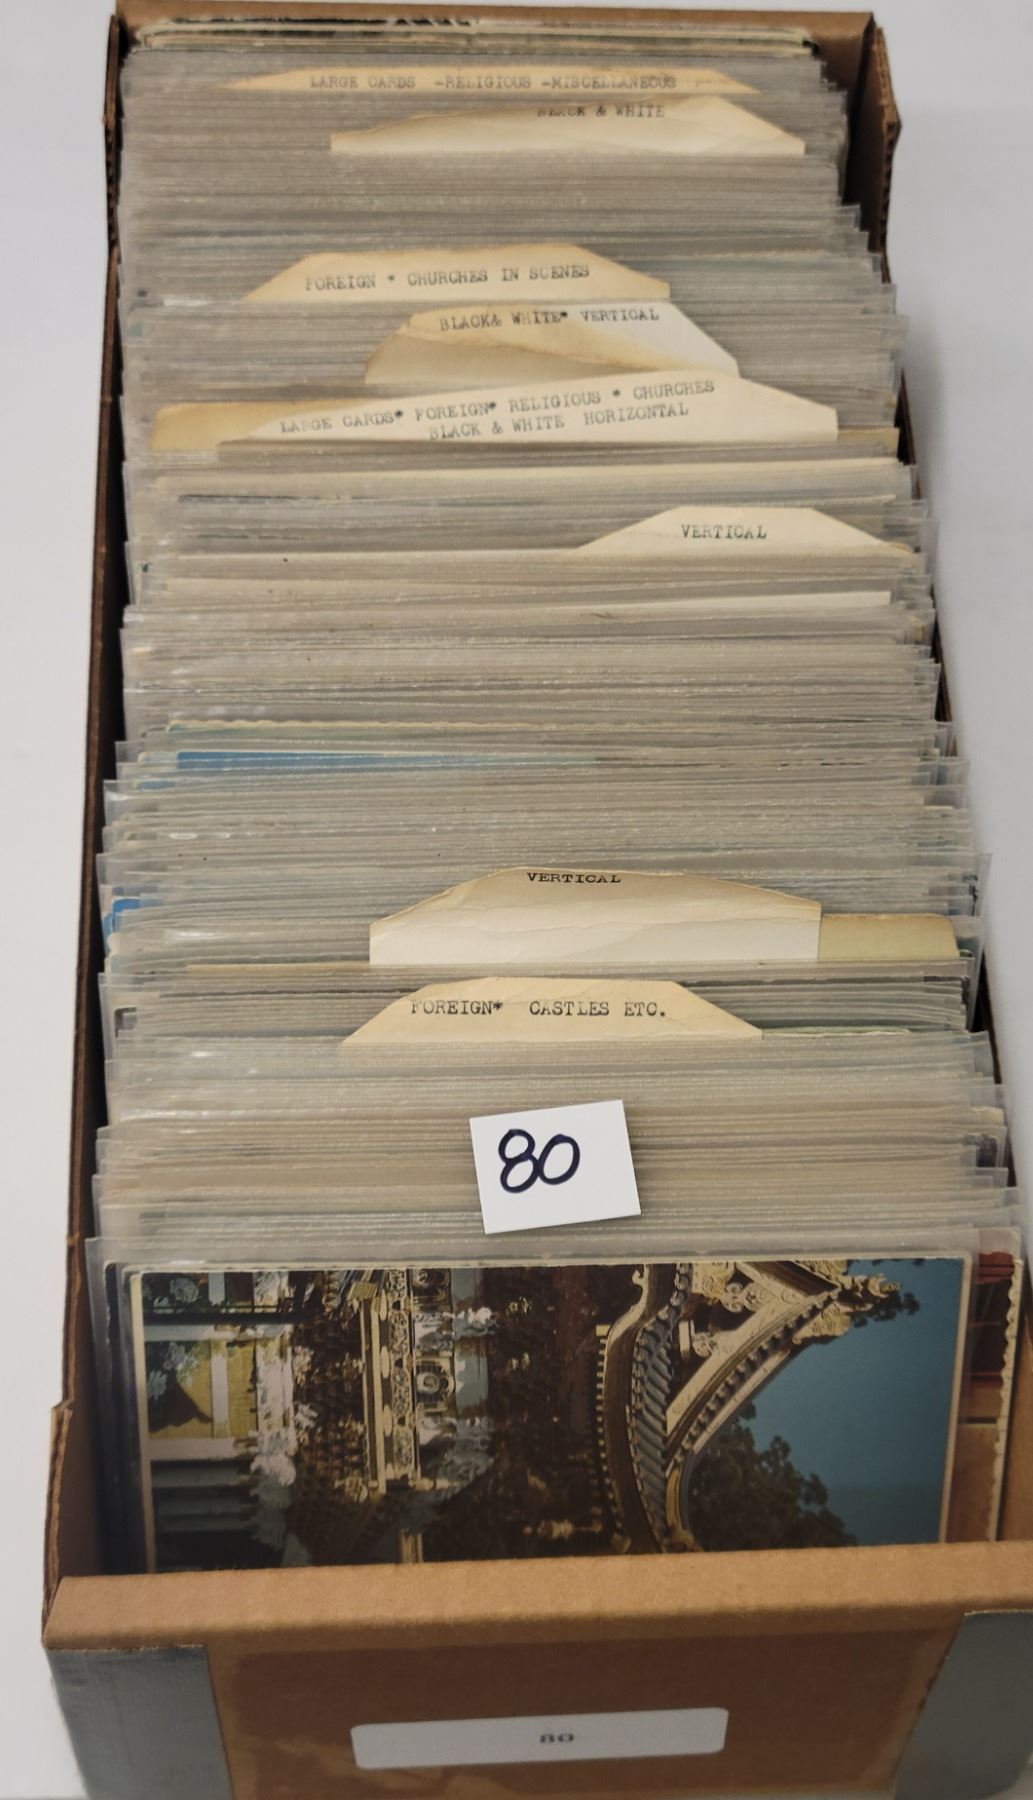 LARGE CARDS -RELIGIOUS -MISCELLANEOUS
BLACK & WHITE
FOREIGN * CHURCHES IN SCENES
BLACK& WHITE* VERTICAL
LARGE CARDS* FOREIGN* RELIGIOUS * CHURCHES
BLACK & WHITE HORIZONTAL
VERTICAL
VERTICAL
FOREIGN* CASTLES ETC.
80
80